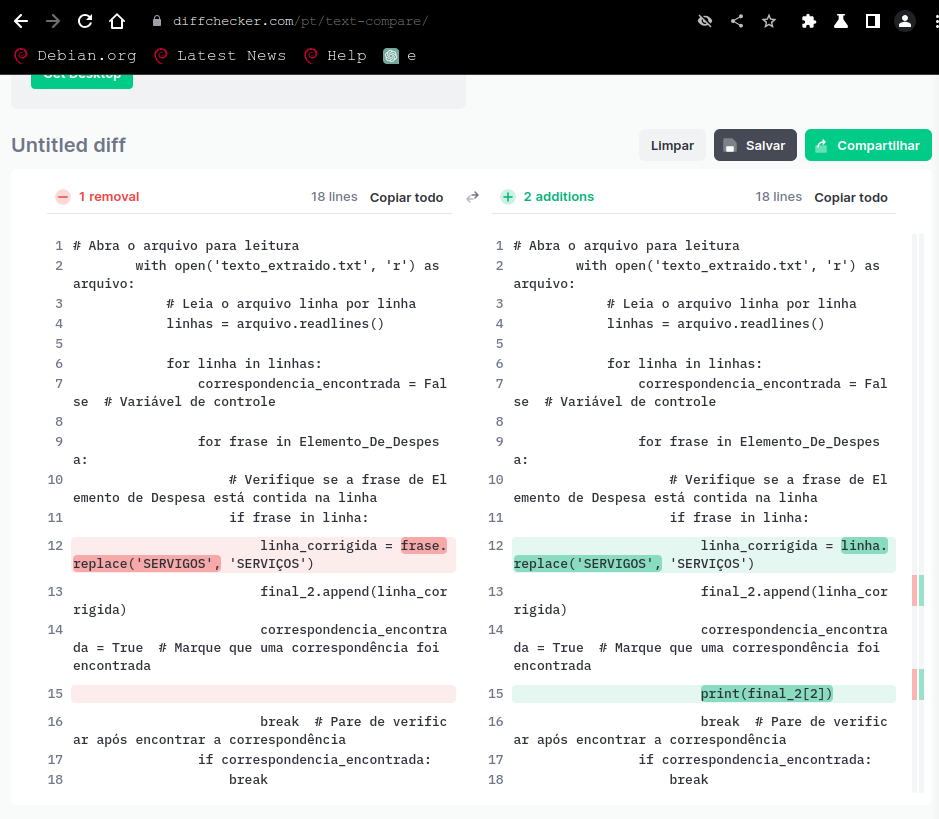 diffchecker.com/pt/text-compare/
Debian.org Latest News Help e
Get Desktop
Untitled diff
Limpar Salvar Compartilhar
1 removal 18 lines Copiar todo
2 additions 18 lines Copiar todo
1 # Abra o arquivo para leitura
2 with open('texto_extraido.txt', 'r') as
arquivo:
3 # Leia o arquivo linha por linha
4 linhas = arquivo.readlines()
5
6 for linha in linhas:
7 correspondencia_encontrada = Fal
se # Variável de controle
8
9 for frase in Elemento_De_Despes
a:
10 # Verifique se a frase de El
emento de Despesa está contida na linha
11 if frase in linha:
12 linha_corrigida = frase.
replace('SERVIGOS', 'SERVIÇOS')
13 final_2.append(linha_cor
rigida)
14 correspondencia_encontra
da = True # Marque que uma correspondência foi
encontrada
15
16 break # Pare de verific
ar após encontrar a correspondência
17 if correspondencia_encontrada:
18 break
1 # Abra o arquivo para leitura
2 with open('texto_extraido.txt', 'r') as
arquivo:
3 # Leia o arquivo linha por linha
4 linhas = arquivo.readlines()
5
6 for linha in linhas:
7 correspondencia_encontrada = Fal
se # Variável de controle
8
9 for frase in Elemento_De_Despes
a:
10 # Verifique se a frase de El
emento de Despesa está contida na linha
11 if frase in linha:
12 linha_corrigida = linha.
replace('SERVIGOS', 'SERVIÇOS')
13 final_2.append(linha_cor
rigida)
14 correspondencia_encontra
da = True # Marque que uma correspondência foi
encontrada
15 print(final_2[2])
16 break # Pare de verific
ar após encontrar a correspondência
17 if correspondencia_encontrada:
18 break